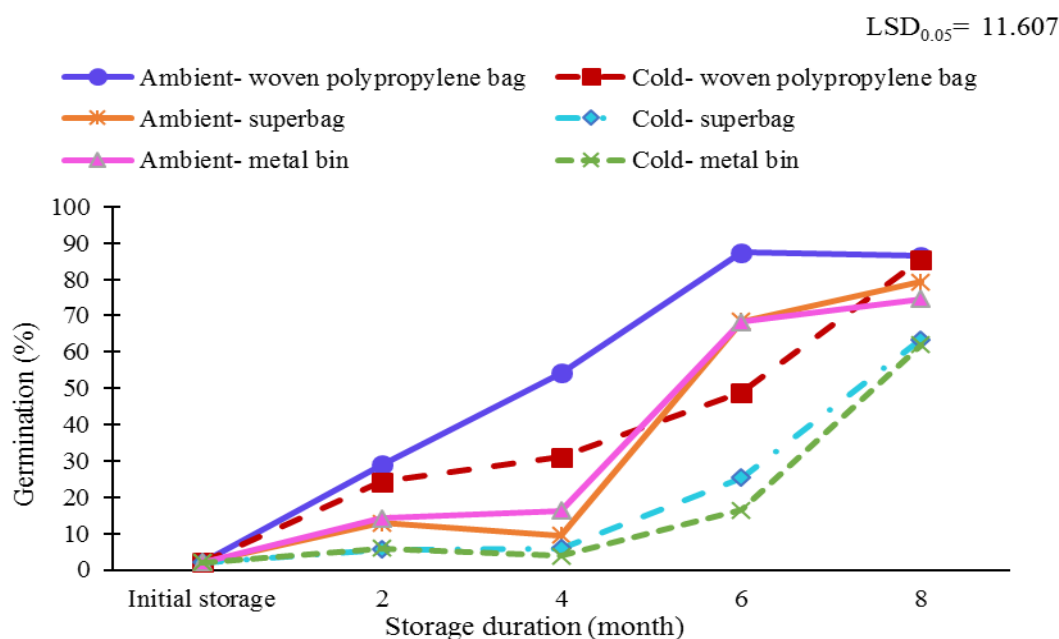 LSD0.05= 11.607
Ambient- woven polypropylene bag
Cold- woven polypropylene bag
Ambient- superbag
Cold- superbag
Ambient- metal bin
Cold- metal bin
100
90
80
70
60
50
40
30
20
10
0
Germination (%)
Initial storage 2 4 6 8
Storage duration (month)